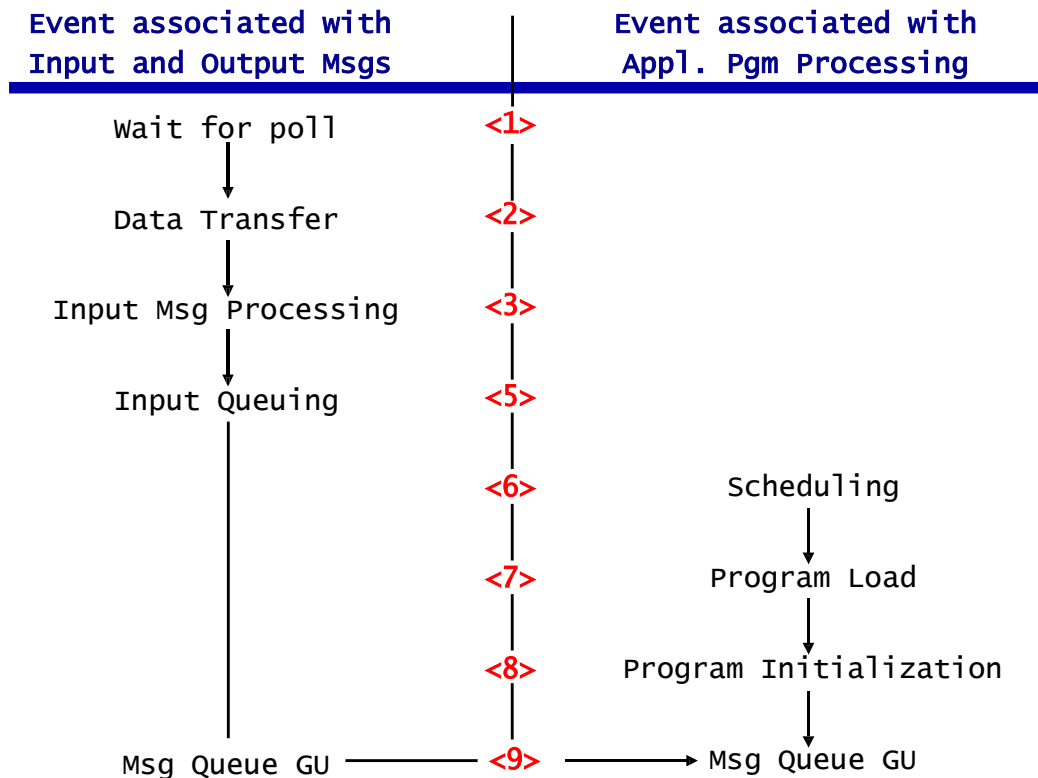 Event associated with
Input and Output Msgs
Event associated with
Appl. Pgm Processing
Wait for poll
<1>
Data Transfer
<2>
Input Msg Processing
<3>
Input Queuing
<5>
<6>
Scheduling
<7>
Program Load
<8>
Program Initialization
Msg Queue GU
<9>
Msg Queue GU